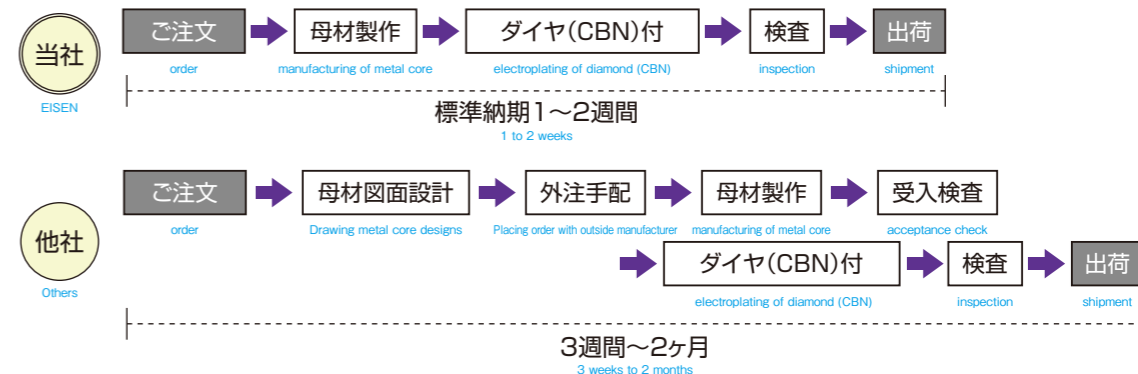 当社
EISEN
ご注文 母材製作 ダイヤ(CBN)付 検査 出荷
order manufacturing of metal core electroplating of diamond (CBN) inspection shipment
標準納期1～2週間
1 to 2 weeks
他社
Others
ご注文 母材図面設計 外注手配 母材製作 受入検査
order Drawing metal core designs Placing order with outside manufacturer manufacturing of metal core acceptance check
ダイヤ(CBN)付 検査 出荷
electroplating of diamond (CBN) inspection shipment
3週間～2ヶ月
3 weeks to 2 months